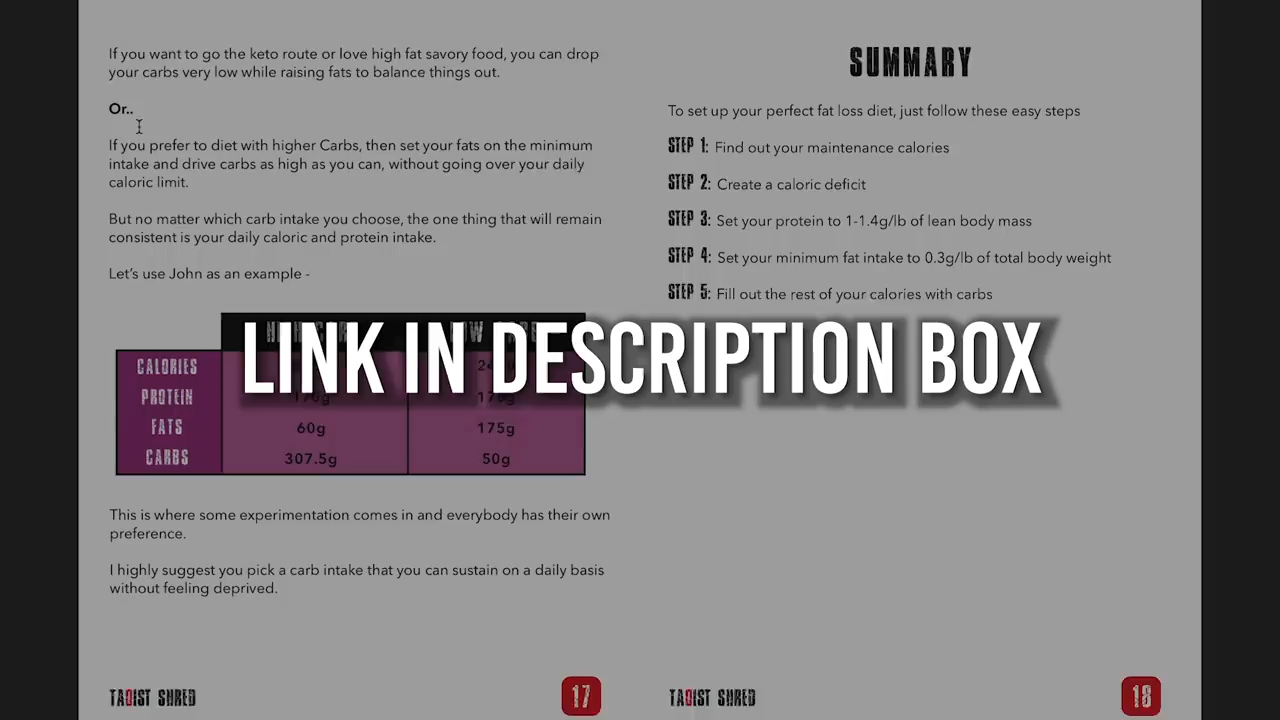 If you want to go the keto route or love high fat savory food, you can drop
your carbs very low while raising fats to balance things out.
Or..
If you prefer to diet with higher Carbs, then set your fats on the minimum
intake and drive carbs as high as you can, without going over your daily
caloric limit.
But no matter which carb intake you choose, the one thing that will remain
consistent is your daily caloric and protein intake.
Let's use John as an example -
CALORIES
PROTEIN
FATS 60g 175g
CARBS 307.5g 50g
This is where some experimentation comes in and everybody has their own
preference.
I highly suggest you pick a carb intake that you can sustain on a daily basis
without feeling deprived.
TAOIST SHRED 17
SUMMARY
To set up your perfect fat loss diet, just follow these easy steps
STEP 1: Find out your maintenance calories
STEP 2: Create a caloric deficit
STEP 3: Set your protein to 1-1.4g/lb of lean body mass
STEP 4: Set your minimum fat intake to 0.3g/lb of total body weight
STEP 5: Fill out the rest of your calories with carbs
TAOIST SHRED 18
LINK IN DESCRIPTION BOX